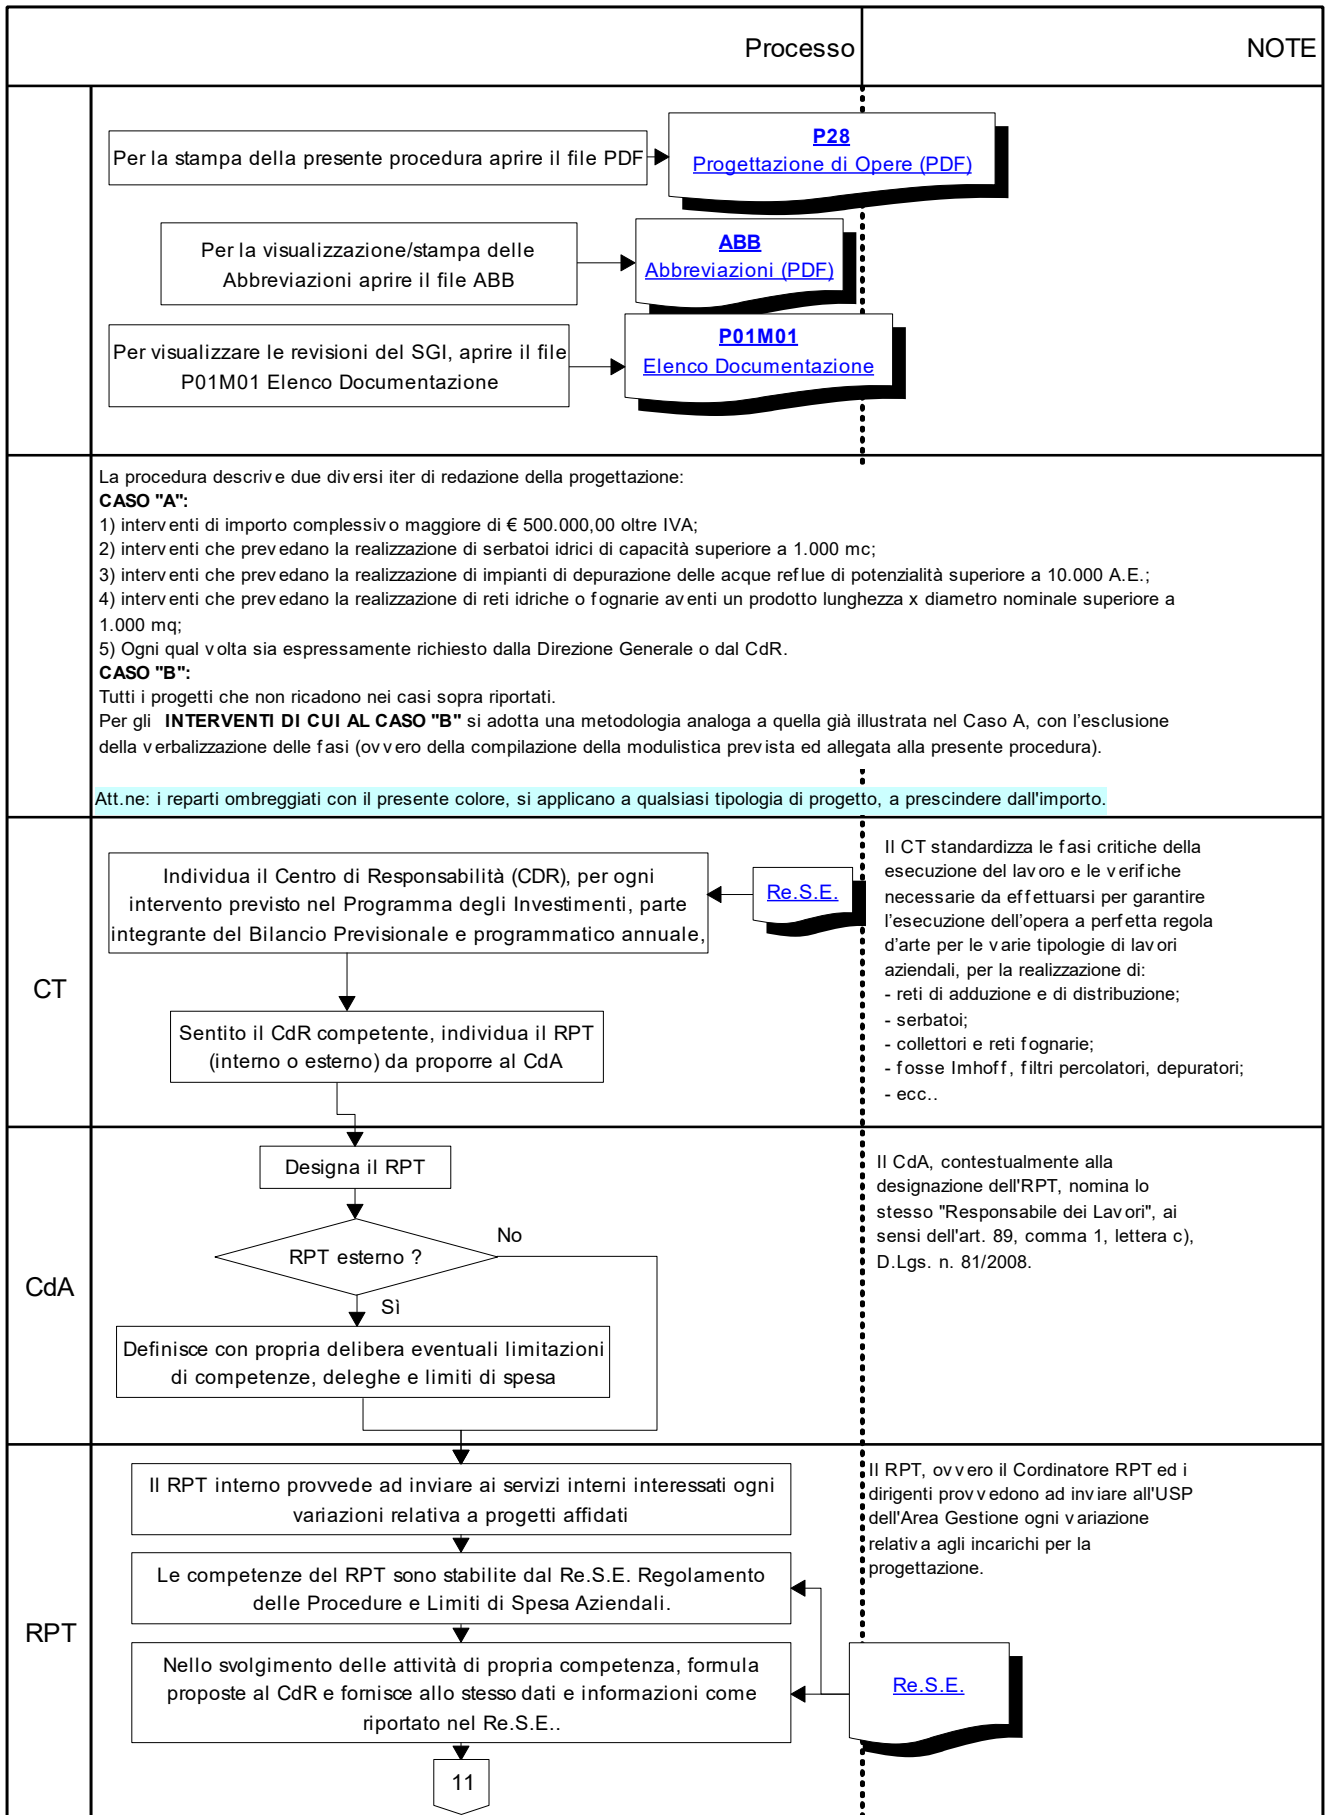 Processo
NOTE
Per la stampa della presente procedura aprire il file PDF
P28
Progettazione di Opere (PDF)
Per la visualizzazione/stampa delle
Abbreviazioni aprire il file ABB
ABB
Abbreviazioni (PDF)
Per visualizzare le revisioni del SGI, aprire il file
P01M01 Elenco Documentazione
P01M01
Elenco Documentazione
La procedura descrive due diversi iter di redazione della progettazione:
CASO "A":
1) interventi di importo complessivo maggiore di € 500.000,00 oltre IVA;
2) interventi che prevedano la realizzazione di serbatoi idrici di capacità superiore a 1.000 mc;
3) interventi che prevedano la realizzazione di impianti di depurazione delle acque reflue di potenzialità superiore a 10.000 A.E.;
4) interventi che prevedano la realizzazione di reti idriche o fognarie aventi un prodotto lunghezza x diametro nominale superiore a
1.000 mq;
5) Ogni qual volta sia espressamente richiesto dalla Direzione Generale o dal CdR.
CASO "B":
Tutti i progetti che non ricadono nei casi sopra riportati.
Per gli INTERVENTI DI CUI AL CASO "B" si adotta una metodologia analoga a quella già illustrata nel Caso A, con l'esclusione
della verbalizzazione delle fasi (ovvero della compilazione della modulistica prevista ed allegata alla presente procedura).
Att.ne: i reparti ombreggiati con il presente colore, si applicano a qualsiasi tipologia di progetto, a prescindere dall'importo.
CT
Individua il Centro di Responsabilità (CDR), per ogni
intervento previsto nel Programma degli Investimenti, parte
integrante del Bilancio Previsionale e programmatico annuale,
Re.S.E.
Sentito il CdR competente, individua il RPT
(interno o esterno) da proporre al CdA
Il CT standardizza le fasi critiche della
esecuzione del lavoro e le verifiche
necessarie da effettuarsi per garantire
l'esecuzione dell'opera a perfetta regola
d'arte per le varie tipologie di lavori
aziendali, per la realizzazione di:
- reti di adduzione e di distribuzione;
- serbatoi;
- collettori e reti fognarie;
- fosse Imhoff, filtri percolatori, depuratori;
- ecc..
CdA
Designa il RPT
RPT esterno ?
No
Sì
Definisce con propria delibera eventuali limitazioni
di competenze, deleghe e limiti di spesa
Il CdA, contestualmente alla
designazione dell'RPT, nomina lo
stesso "Responsabile dei Lavori", ai
sensi dell'art. 89, comma 1, lettera c),
D.Lgs. n. 81/2008.
RPT
Il RPT interno provvede ad inviare ai servizi interni interessati ogni
variazioni relativa a progetti affidati
Le competenze del RPT sono stabilite dal Re.S.E. Regolamento
delle Procedure e Limiti di Spesa Aziendali.
Nello svolgimento delle attività di propria competenza, formula
proposte al CdR e fornisce allo stesso dati e informazioni come
riportato nel Re.S.E..
Re.S.E.
11
Il RPT, ovvero il Cordinatore RPT ed i
dirigenti provvedono ad inviare all'USP
dell'Area Gestione ogni variazione
relativa agli incarichi per la
progettazione.